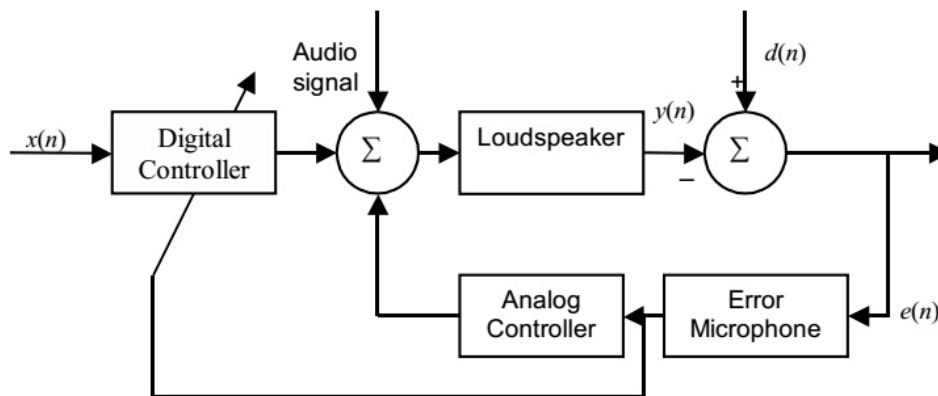 Audio
signal
d(n)
+
x(n)
Digital
Controller
Σ
Loudspeaker
y(n)
−
Σ
Analog
Controller
Error
Microphone
e(n)